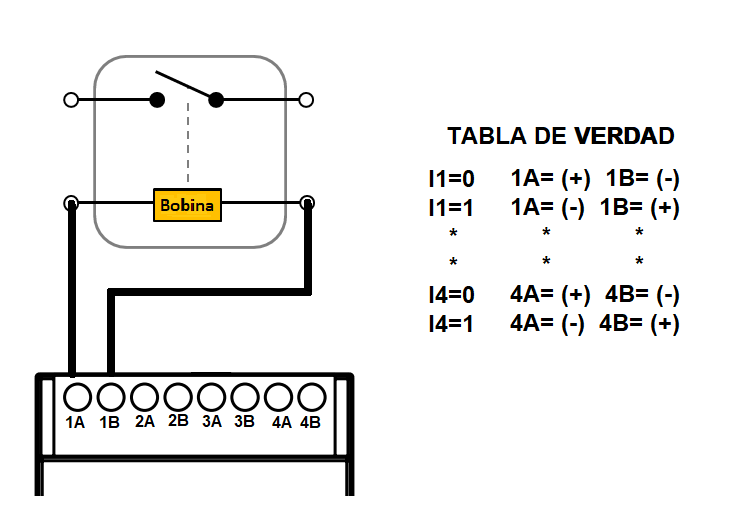 Bobina
1A 1B 2A 2B 3A 3B 4A 4B
TABLA DE VERDAD
I1=0 1A= (+) 1B= (-)
I1=1 1A= (-) 1B= (+)
* * *
* * *
I4=0 4A= (+) 4B= (-)
I4=1 4A= (-) 4B= (+)